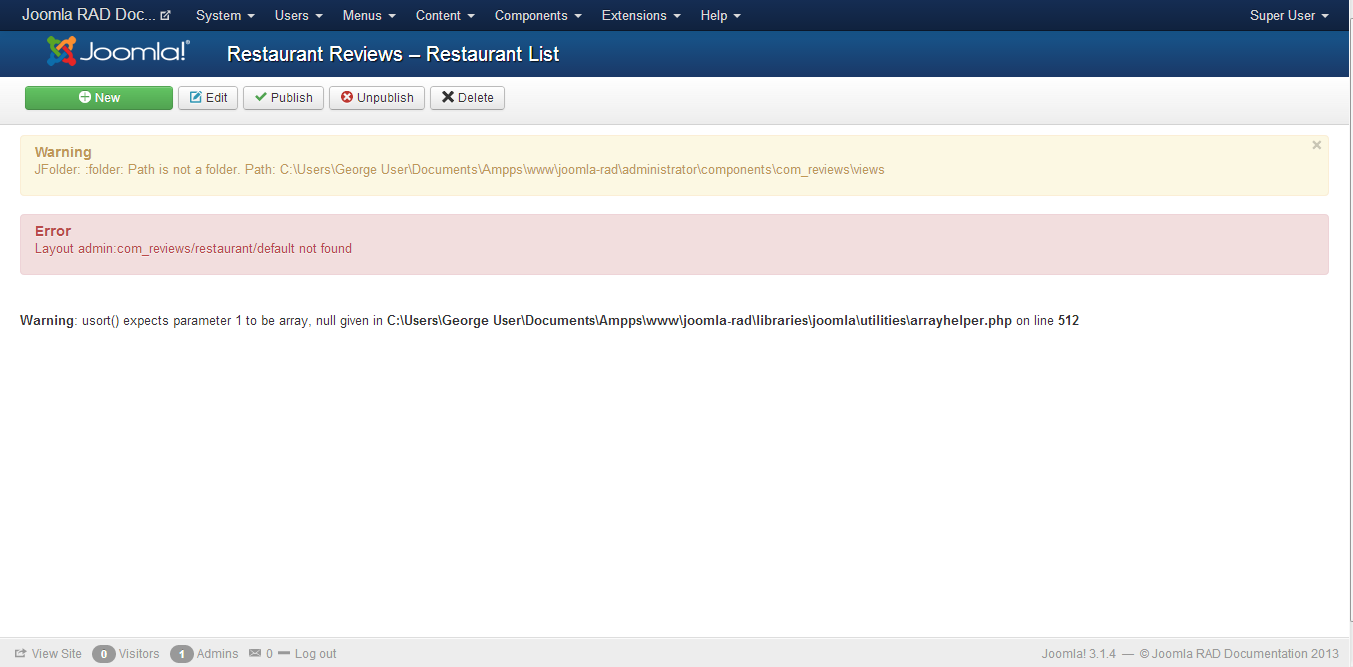 Joomla RAD Doc... System Users Menus Content Components Extensions Help Super User
Joomla!® Restaurant Reviews – Restaurant List
New Edit Publish Unpublish Delete
Warning ×
JFolder: :folder: Path is not a folder. Path: C:\Users\George User\Documents\Ampps\www\joomla-rad\administrator\components\com_reviews\views
Error
Layout admin:com_reviews/restaurant/default not found
Warning: usort() expects parameter 1 to be array, null given in C:\Users\George User\Documents\Ampps\www\joomla-rad\libraries\joomla\utilities\arrayhelper.php on line 512
View Site 0 Visitors 1 Admins 0 Log out Joomla! 3.1.4 — © Joomla RAD Documentation 2013